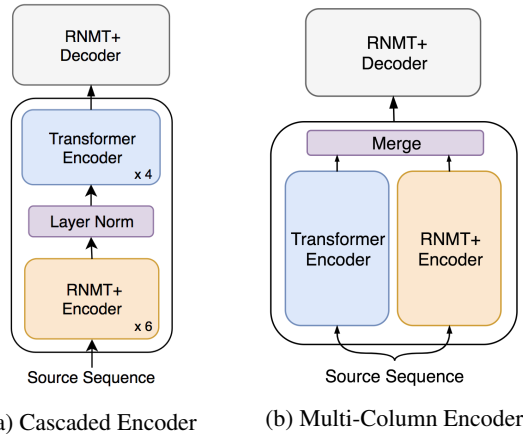 RNMT+
Decoder
Transformer
Encoder
x 4
Layer Norm
RNMT+
Encoder
x 6
Source Sequence
a) Cascaded Encoder
RNMT+
Decoder
Merge
Transformer
Encoder
RNMT+
Encoder
Source Sequence
(b) Multi-Column Encoder